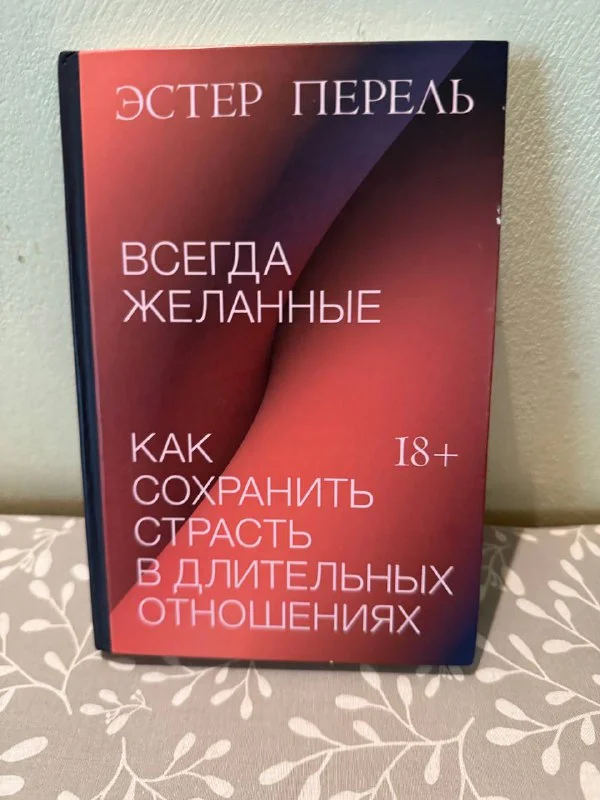 ЭСТЕР ПЕРЕЛЬ
ВСЕГДА
ЖЕЛАННЫЕ
КАК
18+
СОХРАНИТЬ
СТРАСТЬ
В ДЛИТЕЛЬНЫХ
ОТНОШЕНИЯХ